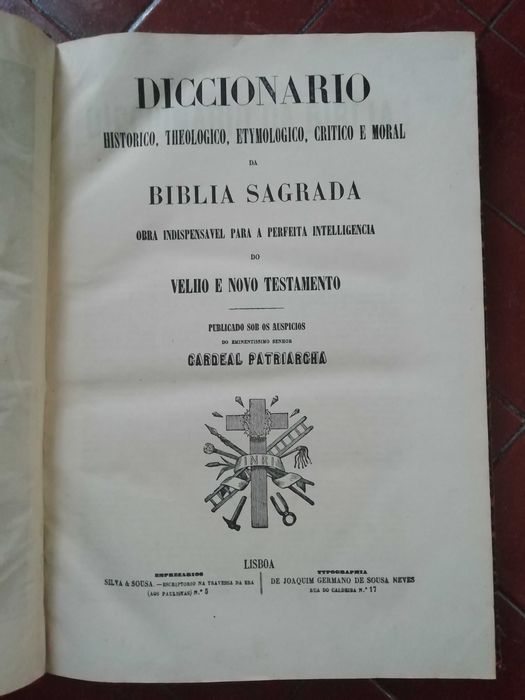 DICCIONARIO
HISTORICO, THEOLOGICO, ETYMOLOGICO, CRITICO E MORAL
DA
BIBLIA SAGRADA
OBRA INDISPENSAVEL PARA A PERFEITA INTELLIGENCIA
DO
VELHO E NOVO TESTAMENTO
PUBLICADO SOB OS AUSPICIOS
DO EMINENTISSIMO SENHOR
CARDEAL PATRIARCHA
INRI
LISBOA
EMPREZARIOS
SILVA & SOUSA — ESCRIPTORIO NA TRAVESSA DA ERA
(AOS PAULISTAS) N.º 5
TYPOGRAPHIA
DE JOAQUIM GERMANO DE SOUSA NEVES
RUA DO CALDEIRA N.º 17